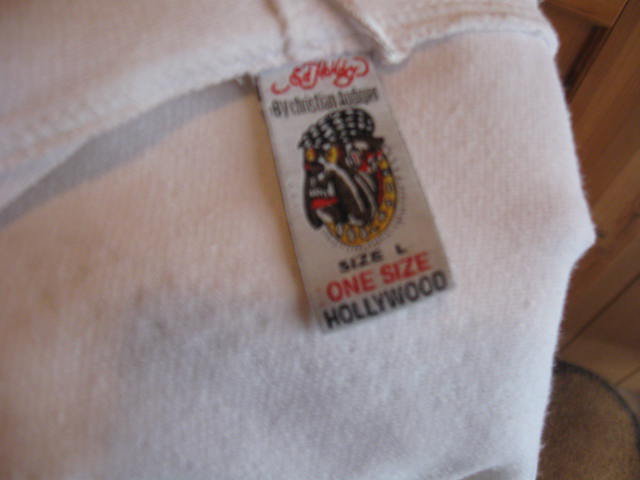 Ed Hardy
By Christian Audigier
SIZE L
ONE SIZE
HOLLYWOOD